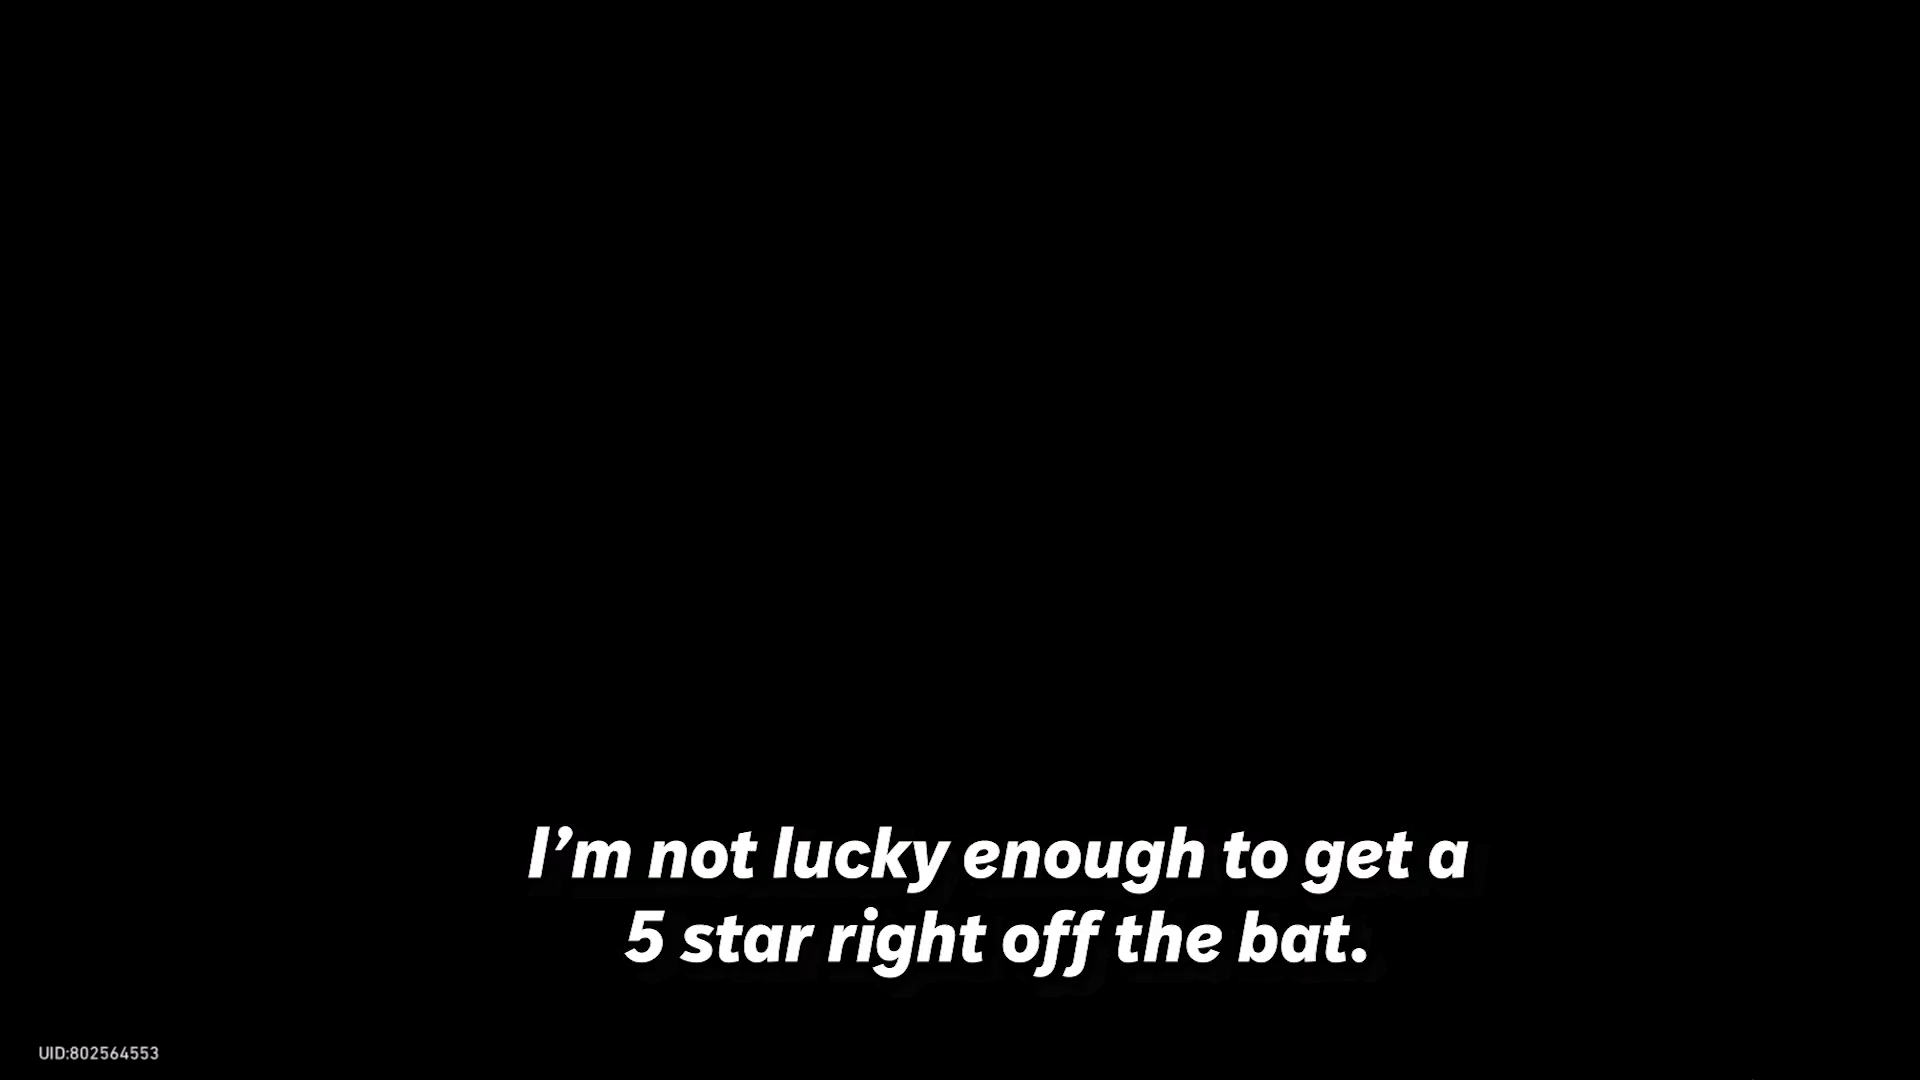 I’m not lucky enough to get a
5 star right off the bat.
UID:802564553